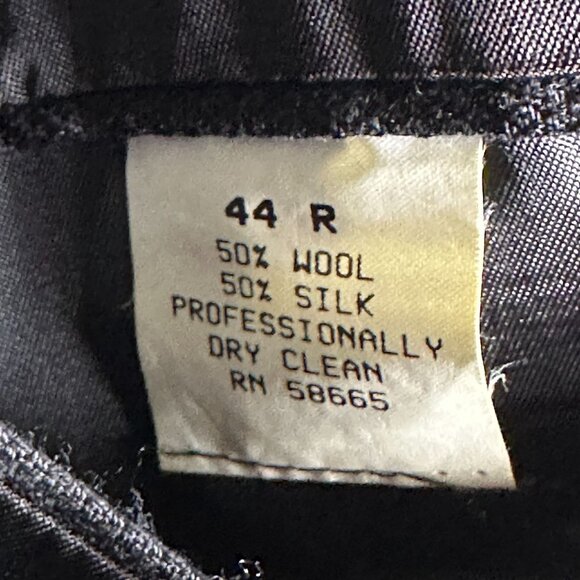 44 R
50% WOOL
50% SILK
PROFESSIONALLY
DRY CLEAN
RN 58665